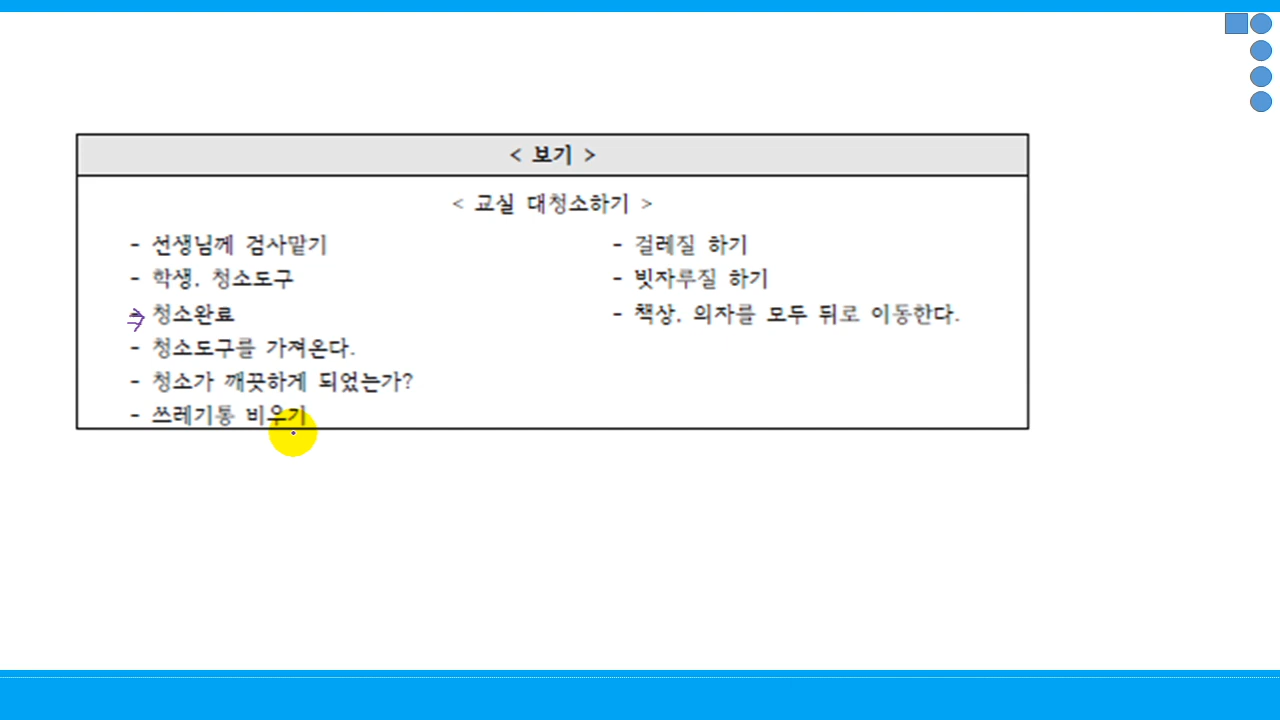 < 보기 >
< 교실 대청소하기 >
- 선생님께 검사맡기
- 학생, 청소도구
- 청소완료
- 청소도구를 가져온다.
- 청소가 깨끗하게 되었는가?
- 쓰레기통 비우기
- 걸레질 하기
- 빗자루질 하기
- 책상, 의자를 모두 뒤로 이동한다.